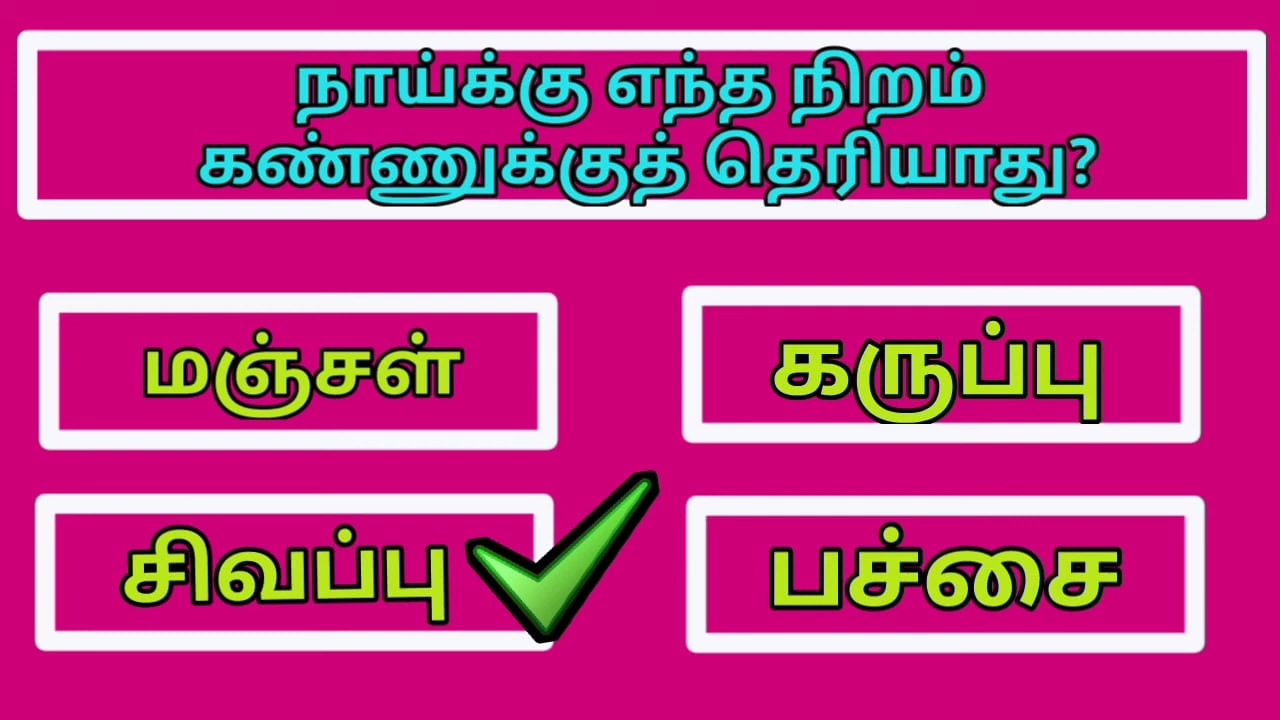 நாய்க்கு எந்த நிறம்
கண்ணுக்குத் தெரியாது?
மஞ்சள்
கருப்பு
சிவப்பு
பச்சை